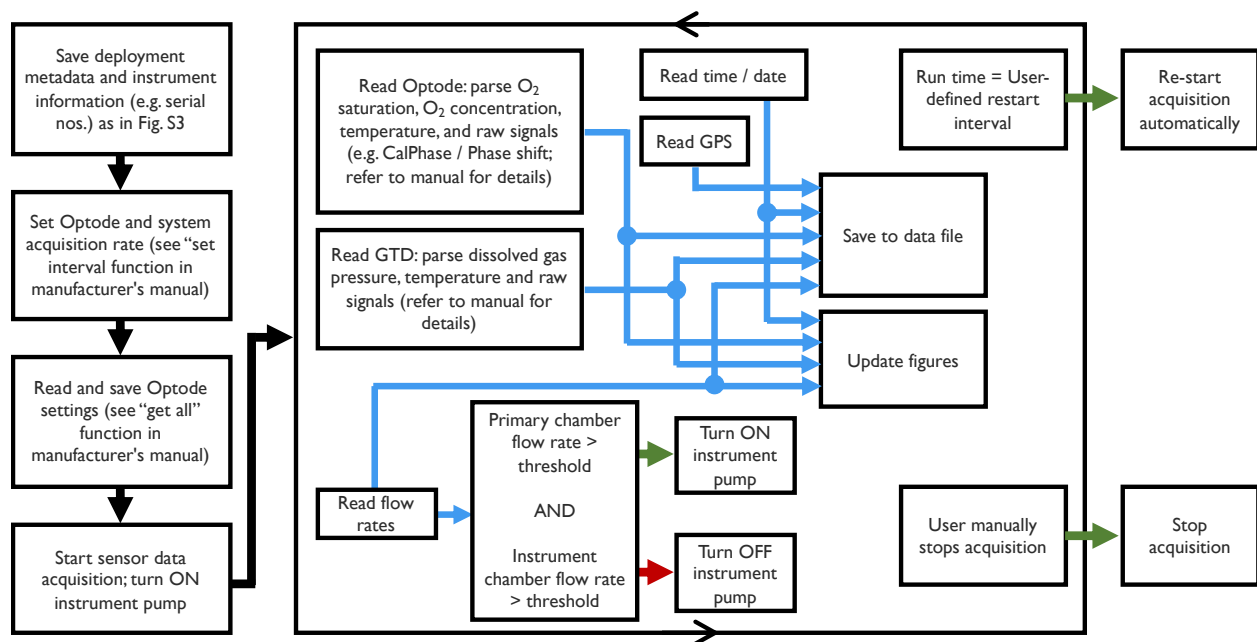 Save deployment
metadata and instrument
information (e.g. serial
nos.) as in Fig. S3
Set Optode and system
acquisition rate (see “set
interval function in
manufacturer's manual)
Read and save Optode
settings (see “get all”
function in
manufacturer's manual)
Start sensor data
acquisition; turn ON
instrument pump
Read Optode: parse O₂
saturation, O₂ concentration,
temperature, and raw signals
(e.g. CalPhase / Phase shift;
refer to manual for details)
Read GTD: parse dissolved gas
pressure, temperature and raw
signals (refer to manual for
details)
Read flow
rates
Primary chamber
flow rate >
threshold
AND
Instrument
chamber flow rate
> threshold
Read time / date
Read GPS
Save to data file
Update figures
Turn ON
instrument
pump
Turn OFF
instrument
pump
Run time = User-
defined restart
interval
Re-start
acquisition
automatically
User manually
stops acquisition
Stop
acquisition